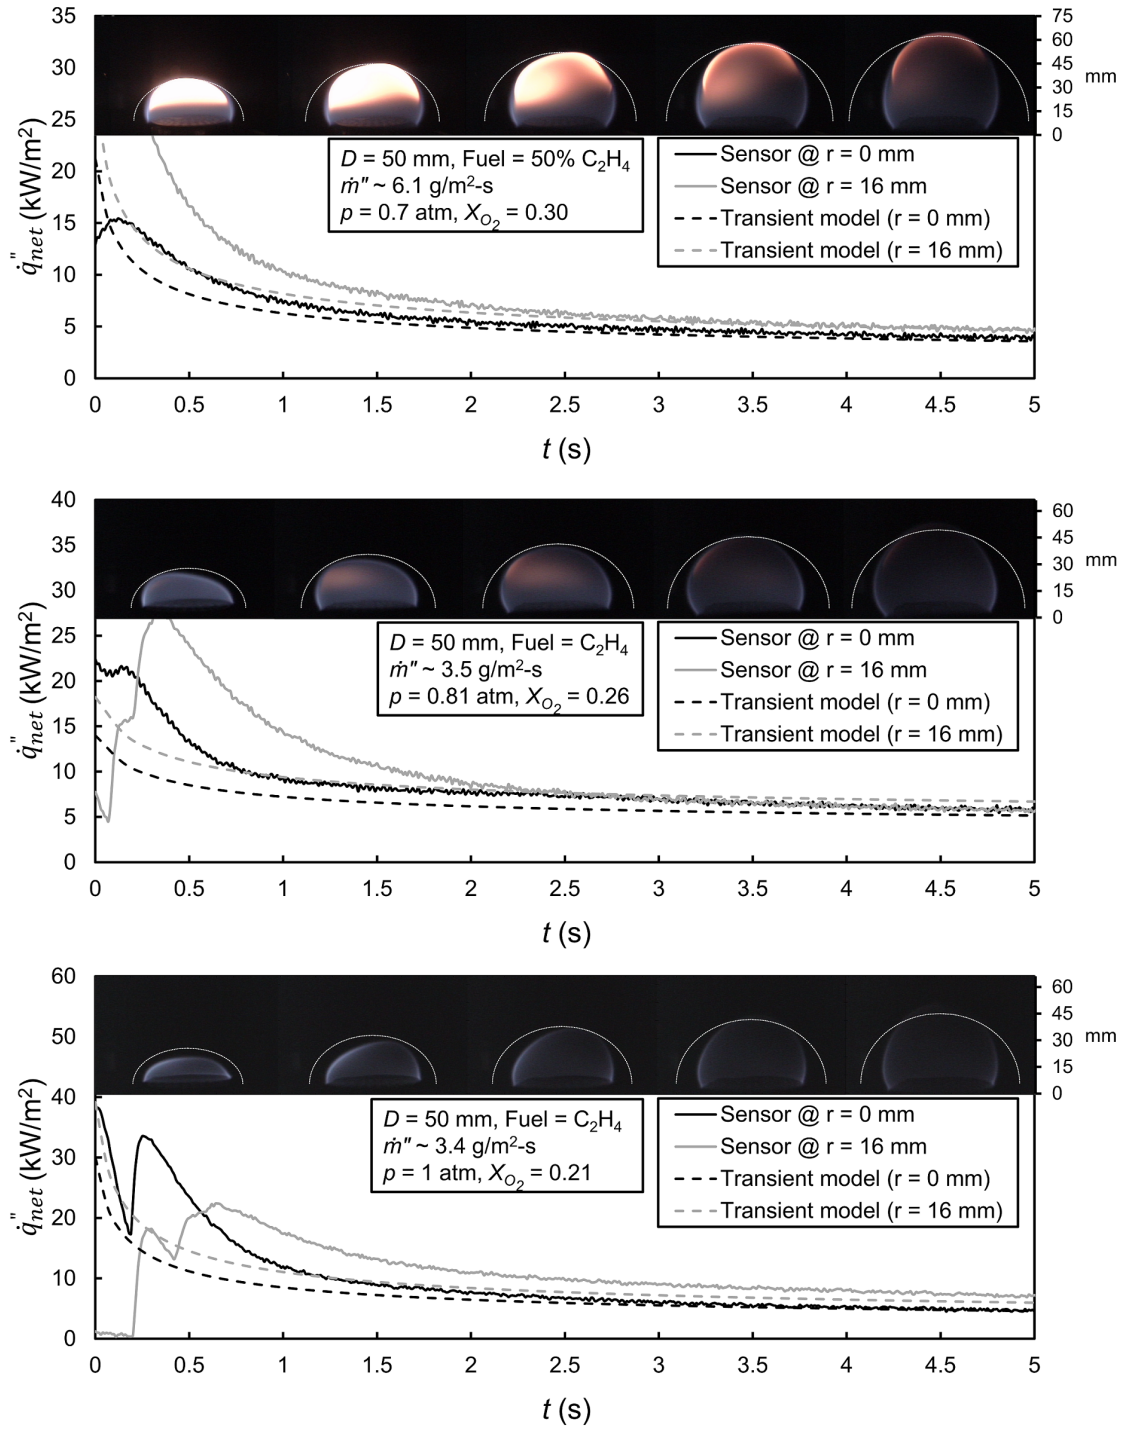 35
30
25
20
15
10
5
0
q̇″net (kW/m²)
75
60
45
30
15
0
mm
D = 50 mm, Fuel = 50% C₂H₄
ṁ″ ~ 6.1 g/m²-s
p = 0.7 atm, X_O₂ = 0.30
Sensor @ r = 0 mm
Sensor @ r = 16 mm
Transient model (r = 0 mm)
Transient model (r = 16 mm)
0 0.5 1 1.5 2 2.5 3 3.5 4 4.5 5
t (s)
40
35
30
25
20
15
10
5
0
q̇″net (kW/m²)
60
45
30
15
0
mm
D = 50 mm, Fuel = C₂H₄
ṁ″ ~ 3.5 g/m²-s
p = 0.81 atm, X_O₂ = 0.26
Sensor @ r = 0 mm
Sensor @ r = 16 mm
Transient model (r = 0 mm)
Transient model (r = 16 mm)
0 0.5 1 1.5 2 2.5 3 3.5 4 4.5 5
t (s)
60
50
40
30
20
10
0
q̇″net (kW/m²)
60
45
30
15
0
mm
D = 50 mm, Fuel = C₂H₄
ṁ″ ~ 3.4 g/m²-s
p = 1 atm, X_O₂ = 0.21
Sensor @ r = 0 mm
Sensor @ r = 16 mm
Transient model (r = 0 mm)
Transient model (r = 16 mm)
0 0.5 1 1.5 2 2.5 3 3.5 4 4.5 5
t (s)